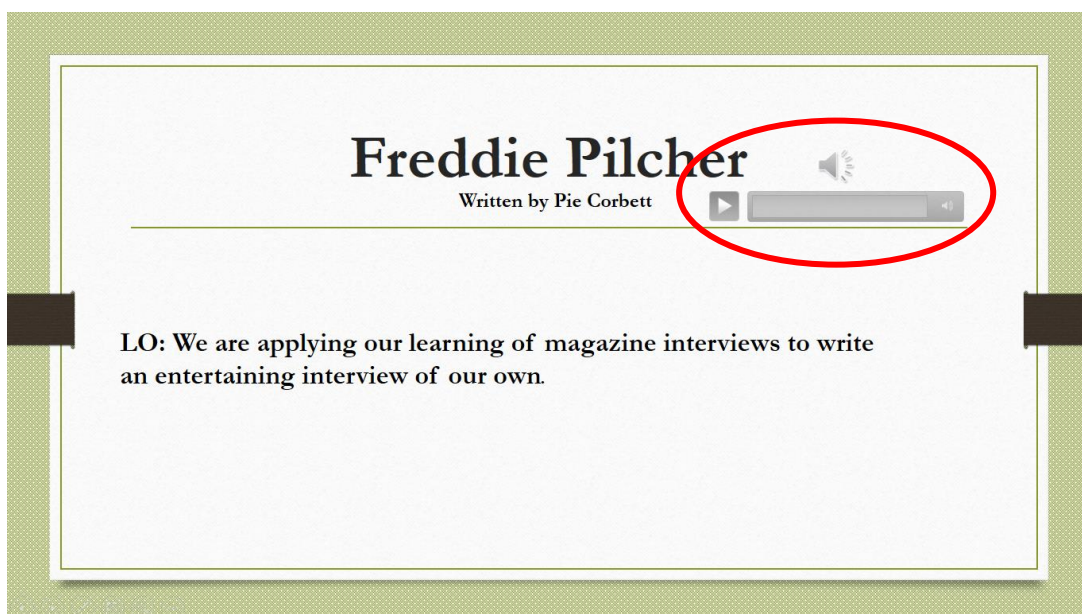 Freddie Pilcher
Written by Pie Corbett
LO: We are applying our learning of magazine interviews to write
an entertaining interview of our own.